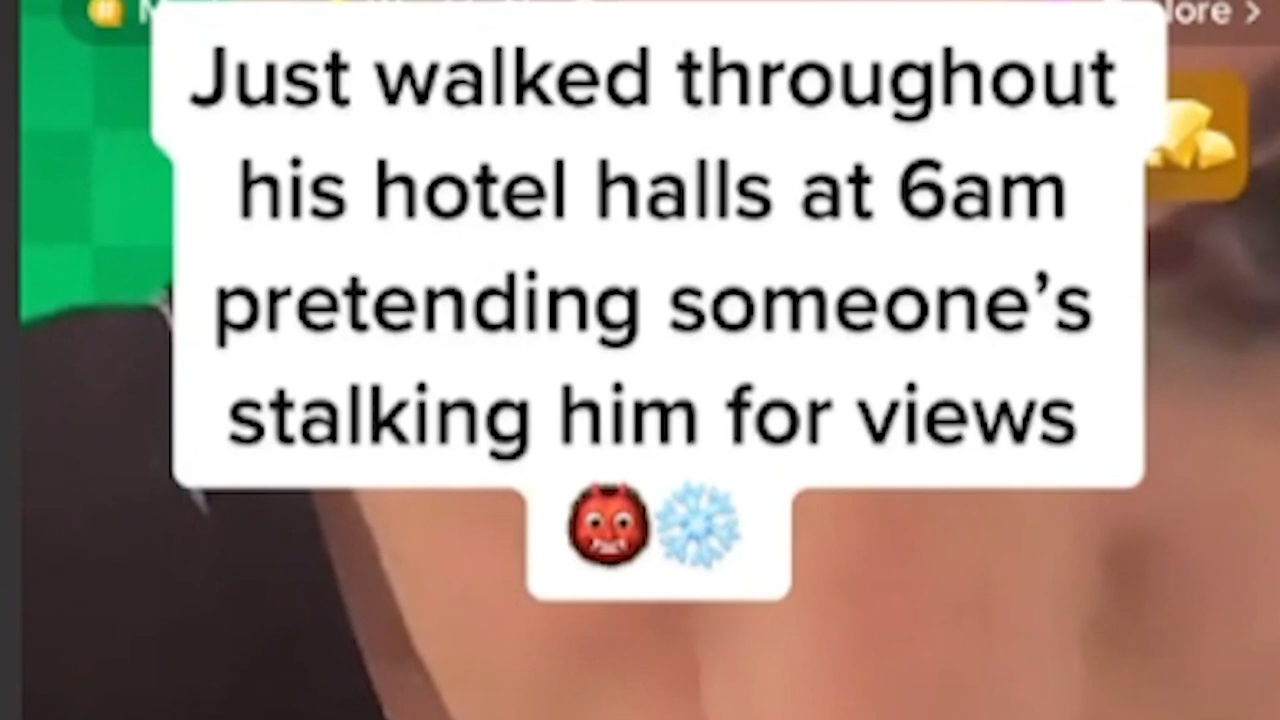 Just walked throughout
his hotel halls at 6am
pretending someone’s
stalking him for views
👹❄️